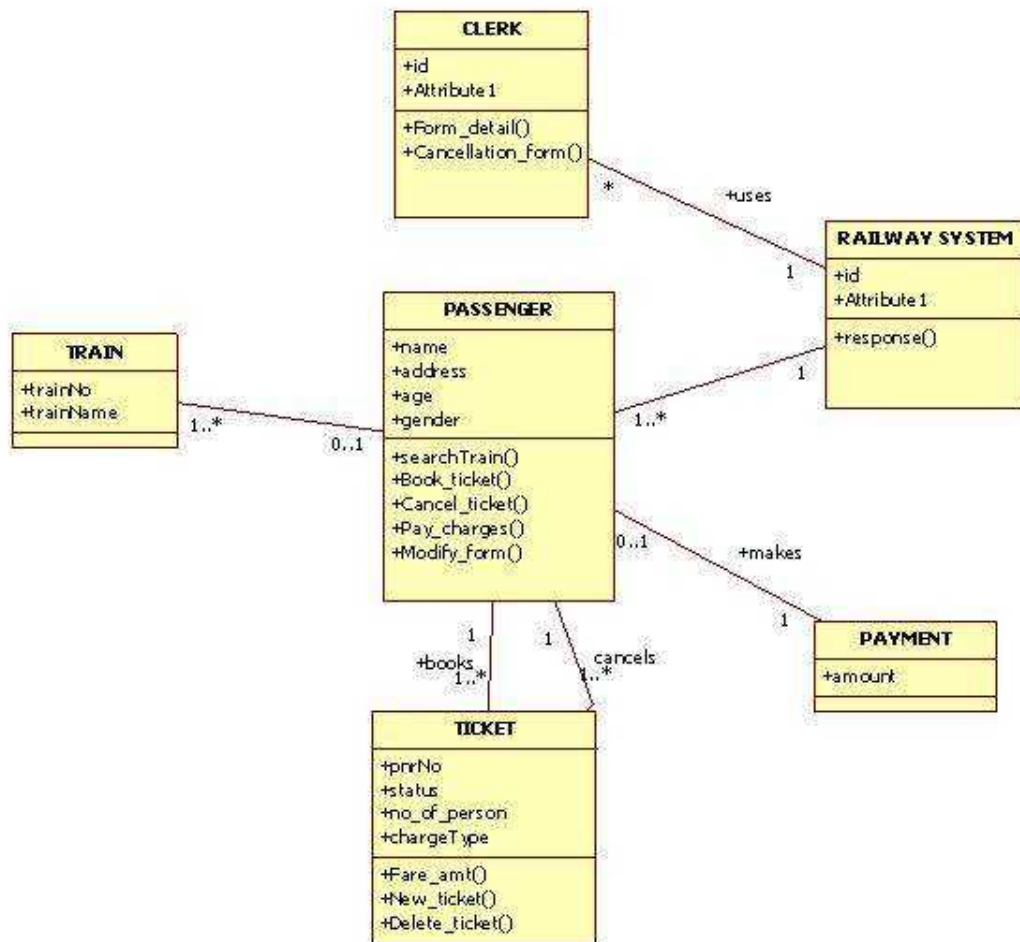 CLERK
+id
+Attribute1
+Form_detail()
+Cancellation_form()
*
+uses
1
RAILWAY SYSTEM
+id
+Attribute1
+response()
1
1..*
PASSENGER
+name
+address
+age
+gender
+searchTrain()
+Book_ticket()
+Cancel_ticket()
+Pay_charges()
+Modify_form()
TRAIN
+trainNo
+trainName
1..*
0..1
0..1
+makes
1
PAYMENT
+amount
1
+books
1..*
1
cancels
1..*
TICKET
+pnrNo
+status
+no_of_person
+chargeType
+Fare_amt()
+New_ticket()
+Delete_ticket()